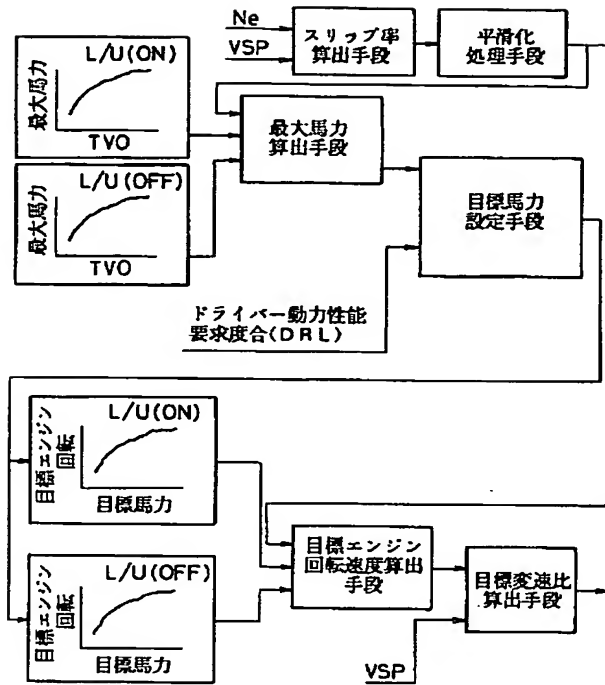 Ne
VSP
スリップ率
算出手段
平滑化
処理手段
L/U(ON)
最大馬力
TVO
L/U(OFF)
最大馬力
TVO
最大馬力
算出手段
目標馬力
設定手段
ドライバー動力性能
要求度合(DRL)
L/U(ON)
目標エンジン
回転
目標馬力
L/U(OFF)
目標エンジン
回転
目標馬力
目標エンジン
回転速度算出
手段
目標変速比
算出手段
VSP